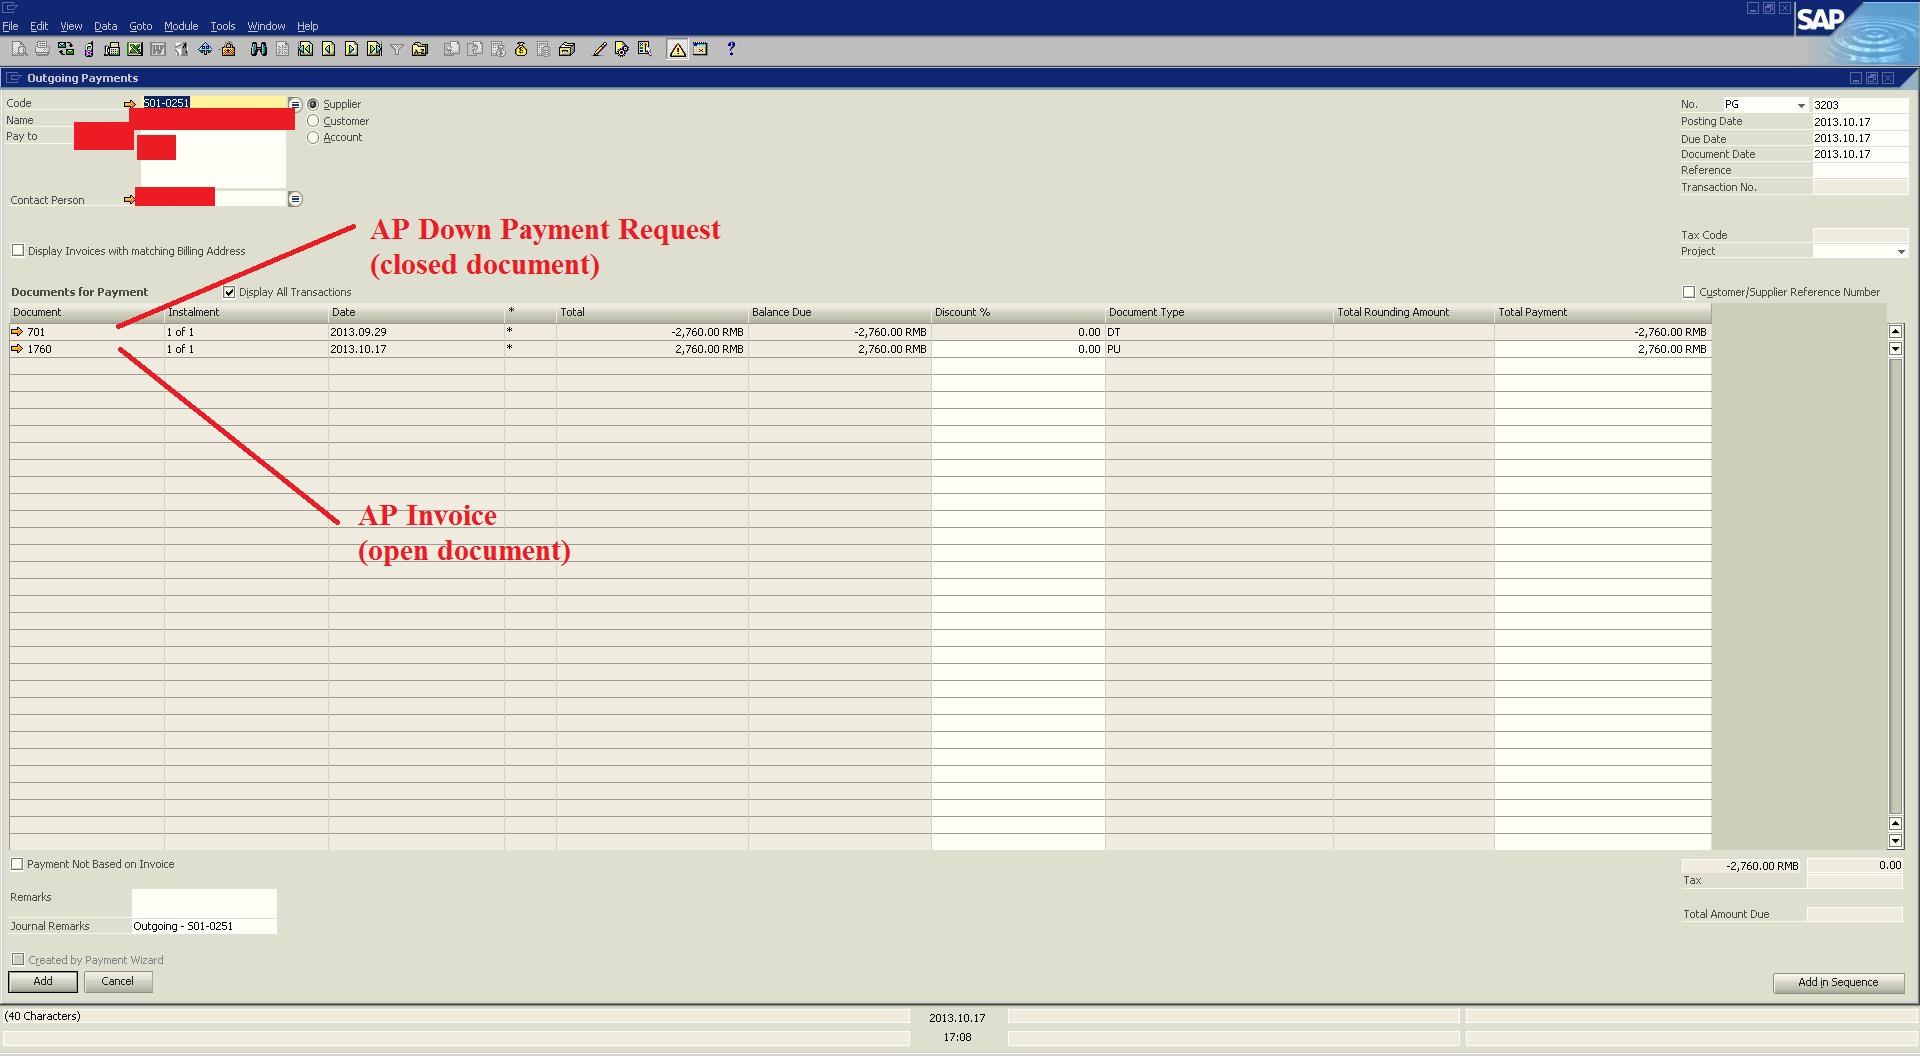 SAP
File Edit View Data Goto Module Tools Window Help
Outgoing Payments
Code S01-0251 Supplier
Name Customer
Pay to Account
Contact Person
No. PG 3203
Posting Date 2013.10.17
Due Date 2013.10.17
Document Date 2013.10.17
Reference
Transaction No.
AP Down Payment Request
(closed document)
Tax Code
Project
Display Invoices with matching Billing Address
Documents for Payment Display All Transactions Customer/Supplier Reference Number
Document Instalment Date * Total Balance Due Discount % Document Type Total Rounding Amount Total Payment
701 1 of 1 2013.09.29 * -2,760.00 RMB -2,760.00 RMB 0.00 DT -2,760.00 RMB
1760 1 of 1 2013.10.17 * 2,760.00 RMB 2,760.00 RMB 0.00 PU 2,760.00 RMB
AP Invoice
(open document)
Payment Not Based on Invoice -2,760.00 RMB 0.00
Tax
Remarks
Total Amount Due
Journal Remarks Outgoing - S01-0251
Created by Payment Wizard
Add Cancel Add in Sequence
(40 Characters) 2013.10.17
17:08